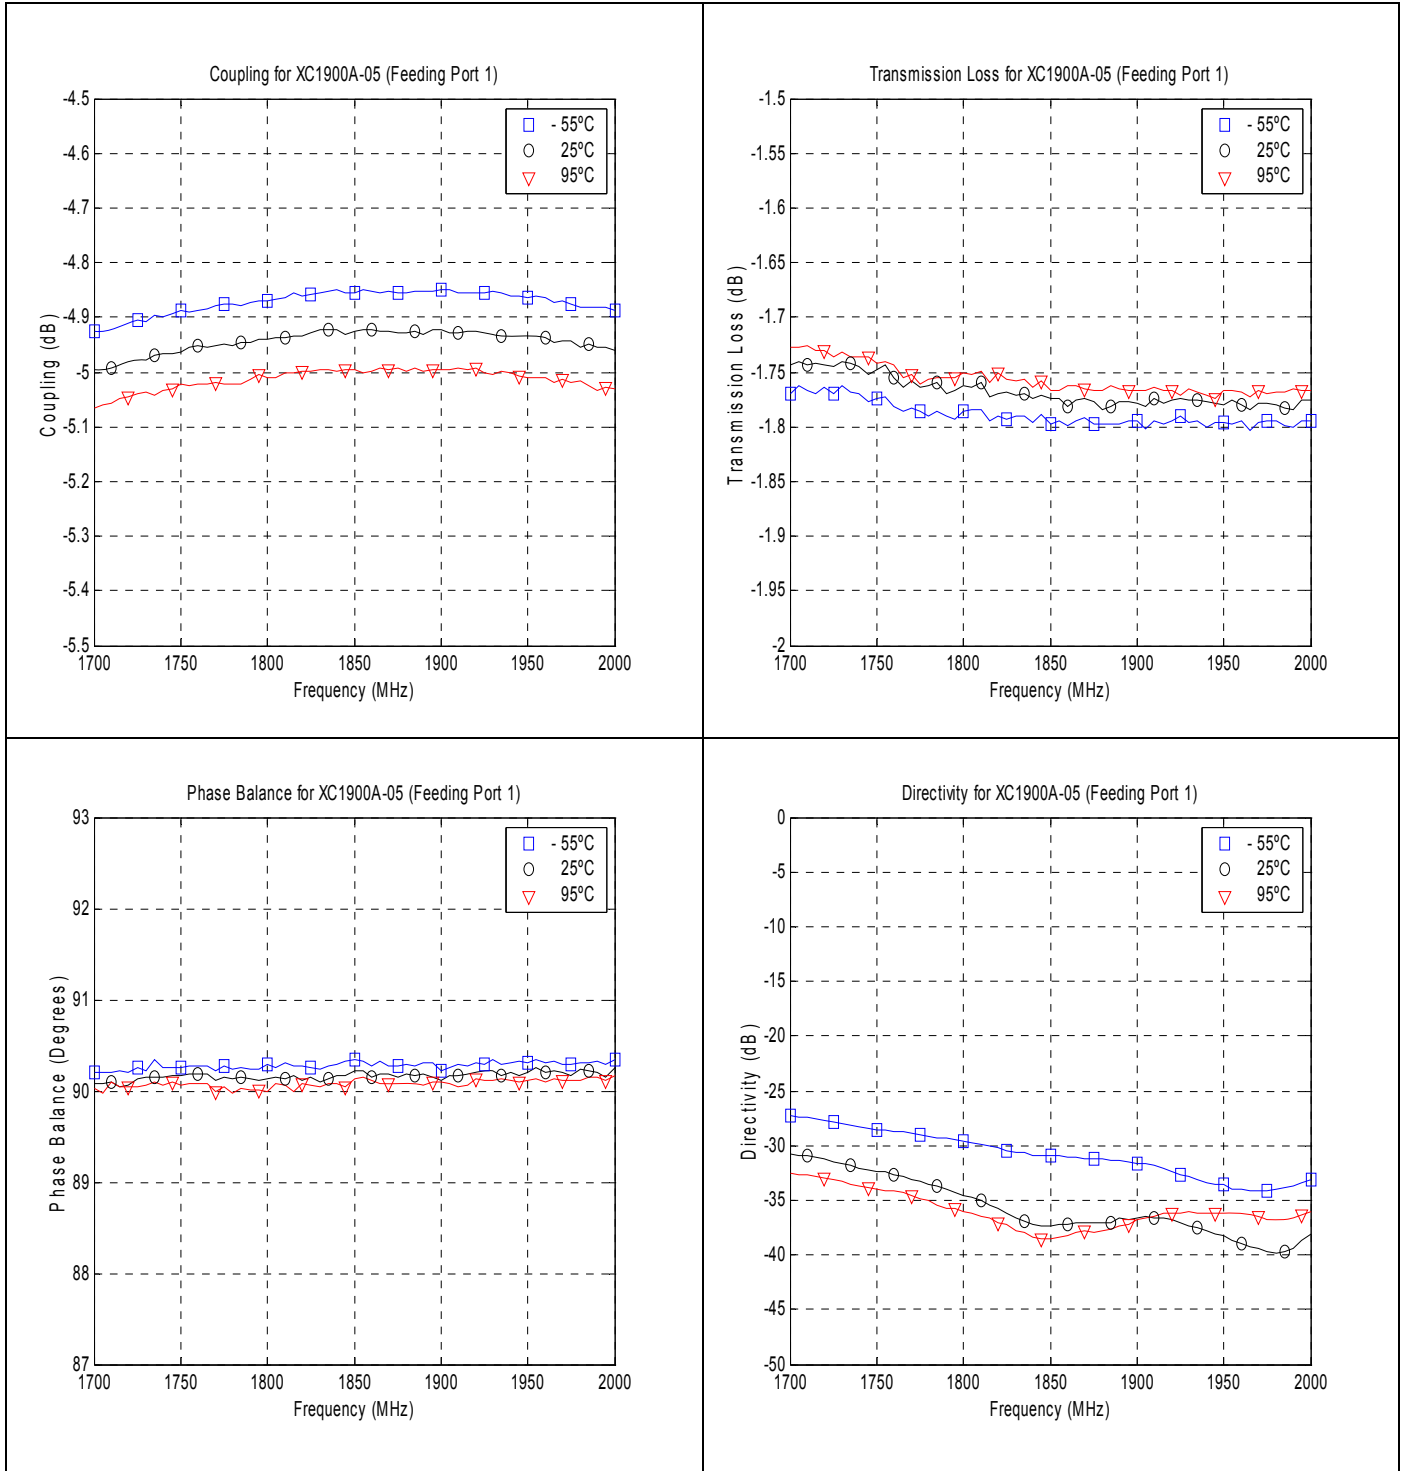 Coupling for XC1900A-05 (Feeding Port 1)
-4.5
-4.6
-4.7
-4.8
-4.9
-5
-5.1
-5.2
-5.3
-5.4
-5.5
Coupling (dB)
- 55ºC
25ºC
95ºC
1700 1750 1800 1850 1900 1950 2000
Frequency (MHz)
Transmission Loss for XC1900A-05 (Feeding Port 1)
-1.5
-1.55
-1.6
-1.65
-1.7
-1.75
-1.8
-1.85
-1.9
-1.95
-2
Transmission Loss (dB)
- 55ºC
25ºC
95ºC
1700 1750 1800 1850 1900 1950 2000
Frequency (MHz)
Phase Balance for XC1900A-05 (Feeding Port 1)
93
92
91
90
89
88
87
Phase Balance (Degrees)
- 55ºC
25ºC
95ºC
1700 1750 1800 1850 1900 1950 2000
Frequency (MHz)
Directivity for XC1900A-05 (Feeding Port 1)
0
-5
-10
-15
-20
-25
-30
-35
-40
-45
-50
Directivity (dB)
- 55ºC
25ºC
95ºC
1700 1750 1800 1850 1900 1950 2000
Frequency (MHz)